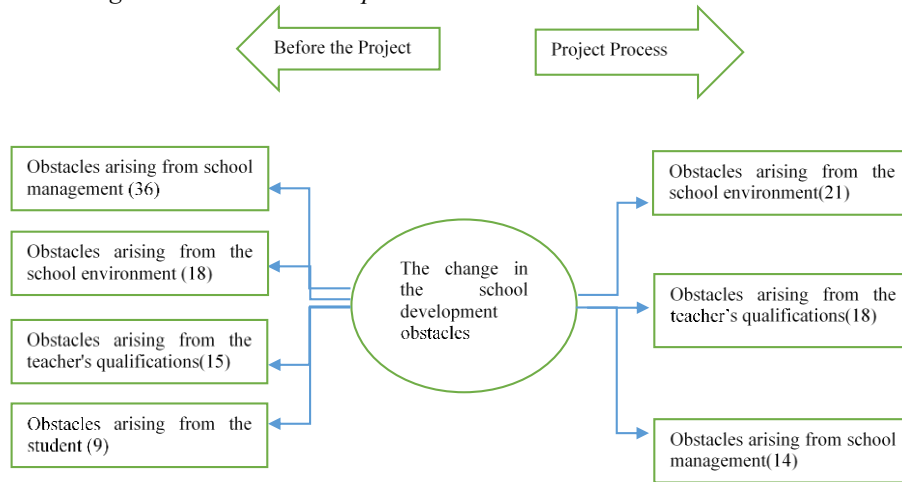 Before the Project
Project Process
Obstacles arising from school
management (36)
Obstacles arising from the
school environment (18)
Obstacles arising from the
teacher's qualifications(15)
Obstacles arising from the
student (9)
The change in
the school
development
obstacles
Obstacles arising from the
school environment(21)
Obstacles arising from the
teacher's qualifications(18)
Obstacles arising from school
management(14)